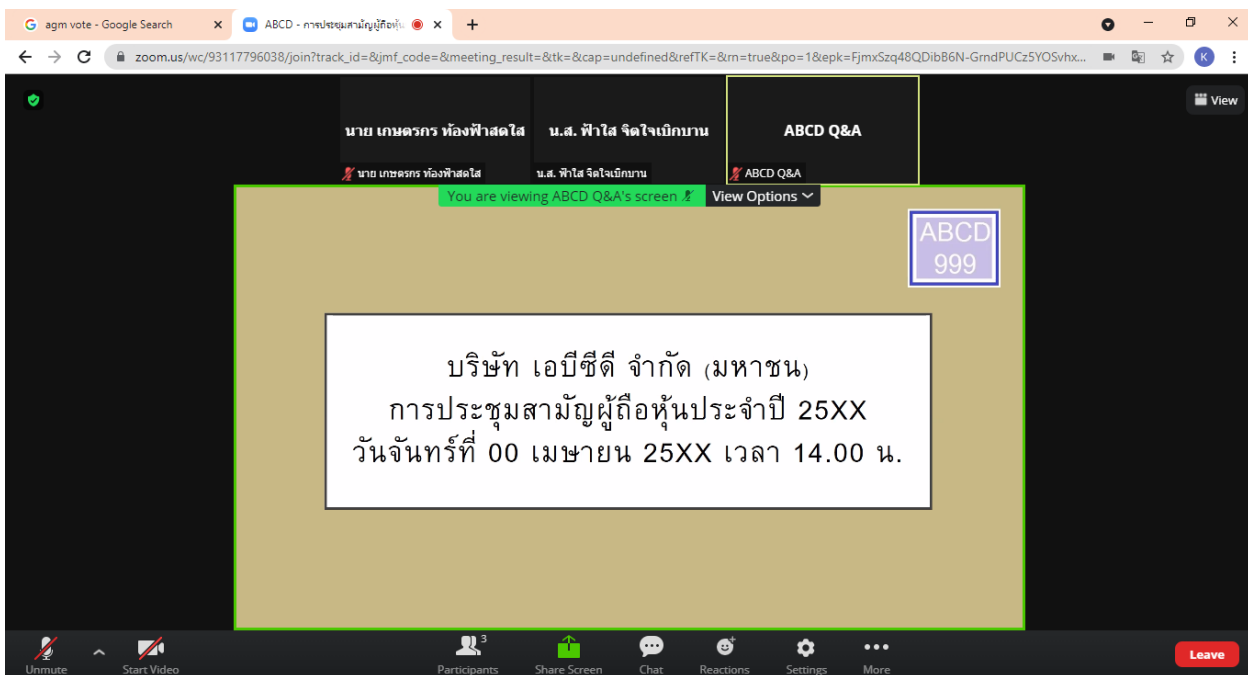 agm vote - Google Search
ABCD - การประชุมสามัญผู้ถือหุ้น
zoom.us/wc/93117796038/join?track_id=&jmf_code=&meeting_result=&tk=&cap=undefined&refTK=&rn=true&po=1&epk=FjmxSzq48QDibB6N-GrndPUCz5YOSvhx...
K
View
นาย เกษตรกร ท้องฟ้าสดใส
น.ส. ฟ้าใส จิดใจเบิกบาน
ABCD Q&A
นาย เกษตรกร ท้องฟ้าสดใส
น.ส. ฟ้าใส จิดใจเบิกบาน
ABCD Q&A
You are viewing ABCD Q&A's screen
View Options
ABCD
999
บริษัท เอบีซีดี จำกัด (มหาชน)
การประชุมสามัญผู้ถือหุ้นประจำปี 25XX
วันจันทร์ที่ 00 เมษายน 25XX เวลา 14.00 น.
Unmute
Start Video
3
Participants
Share Screen
Chat
Reactions
Settings
More
Leave